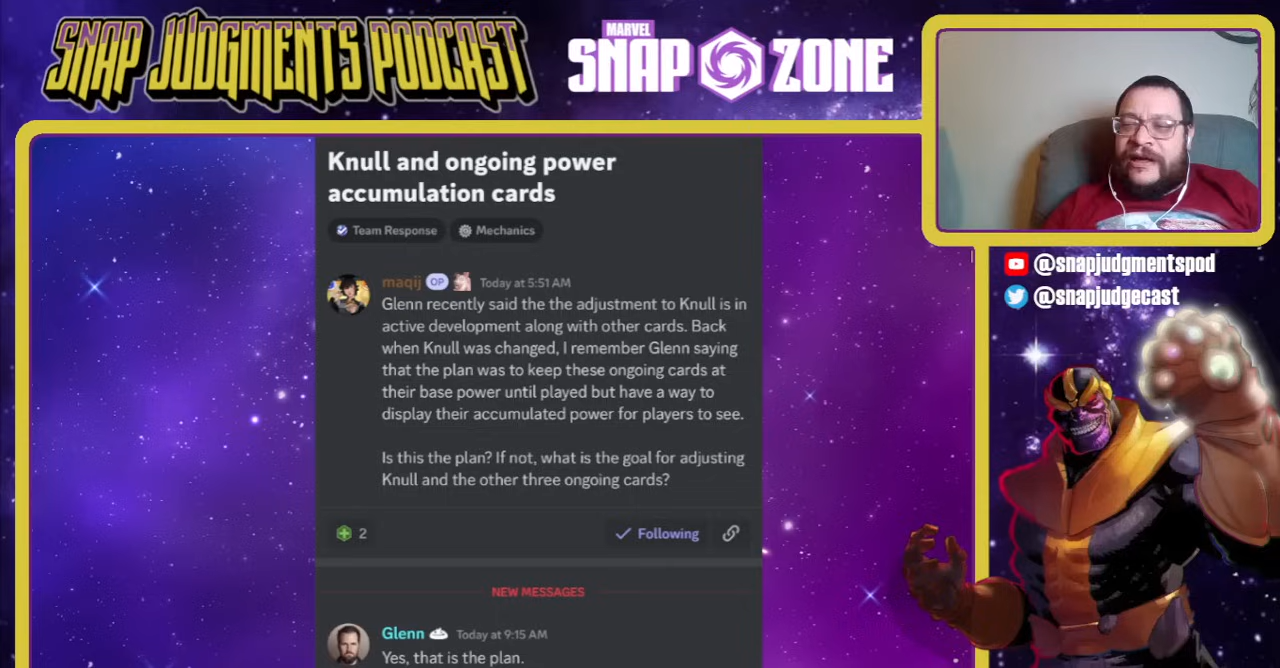 SNAP JUDGMENTS PODCAST
MARVEL
SNAP ZONE
Knull and ongoing power
accumulation cards
Team Response
Mechanics
maqij OP Today at 5:51 AM
Glenn recently said the the adjustment to Knull is in
active development along with other cards. Back
when Knull was changed, I remember Glenn saying
that the plan was to keep these ongoing cards at
their base power until played but have a way to
display their accumulated power for players to see.
Is this the plan? If not, what is the goal for adjusting
Knull and the other three ongoing cards?
2
Following
NEW MESSAGES
Glenn Today at 9:15 AM
Yes, that is the plan.
@snapjudgmentspod
@snapjudgecast